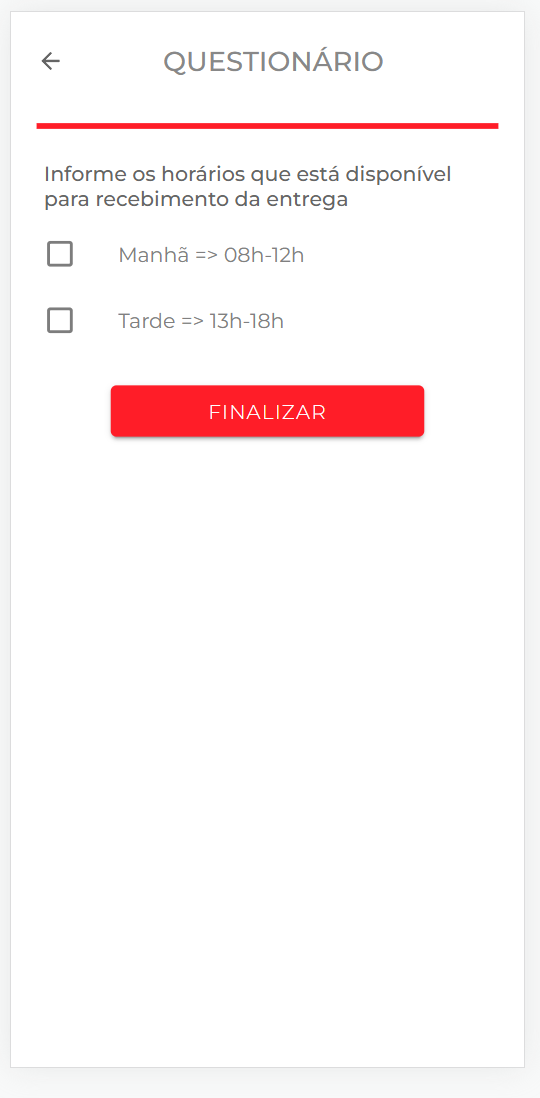 QUESTIONÁRIO
Informe os horários que está disponível
para recebimento da entrega
Manhã => 08h-12h
Tarde => 13h-18h
FINALIZAR